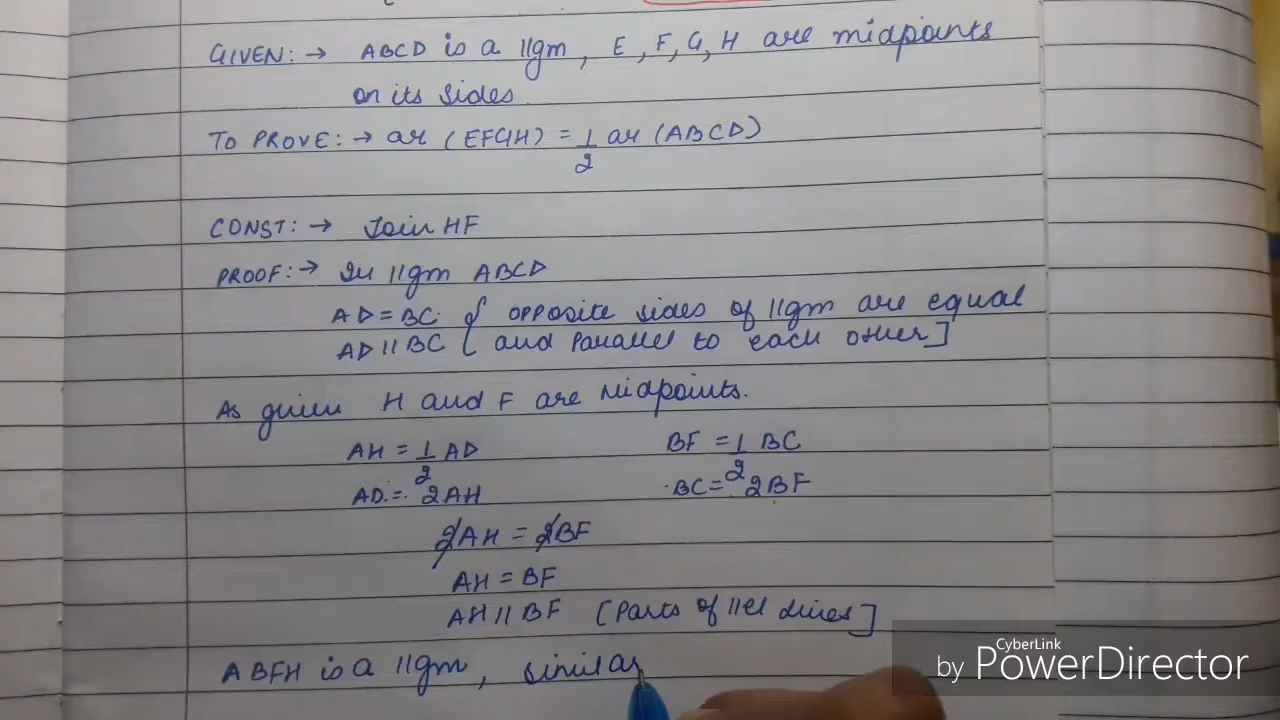 GIVEN: → ABCD is a ||gm, E, F, G, H are midpoints
on its sides
TO PROVE: → ar (EFGH) = 1/2 ar (ABCD)
CONST: → Join HF
PROOF: → In ||gm ABCD
AD = BC { opposite sides of ||gm are equal
AD || BC [ and parallel to each other]
As given H and F are midpoints.
AH = 1/2 AD BF = 1/2 BC
AD = 2AH BC = 2BF
2AH = 2BF
AH = BF
AH || BF [Parts of ||el lines]
ABFH is a ||gm, similar
CyberLink
by PowerDirector